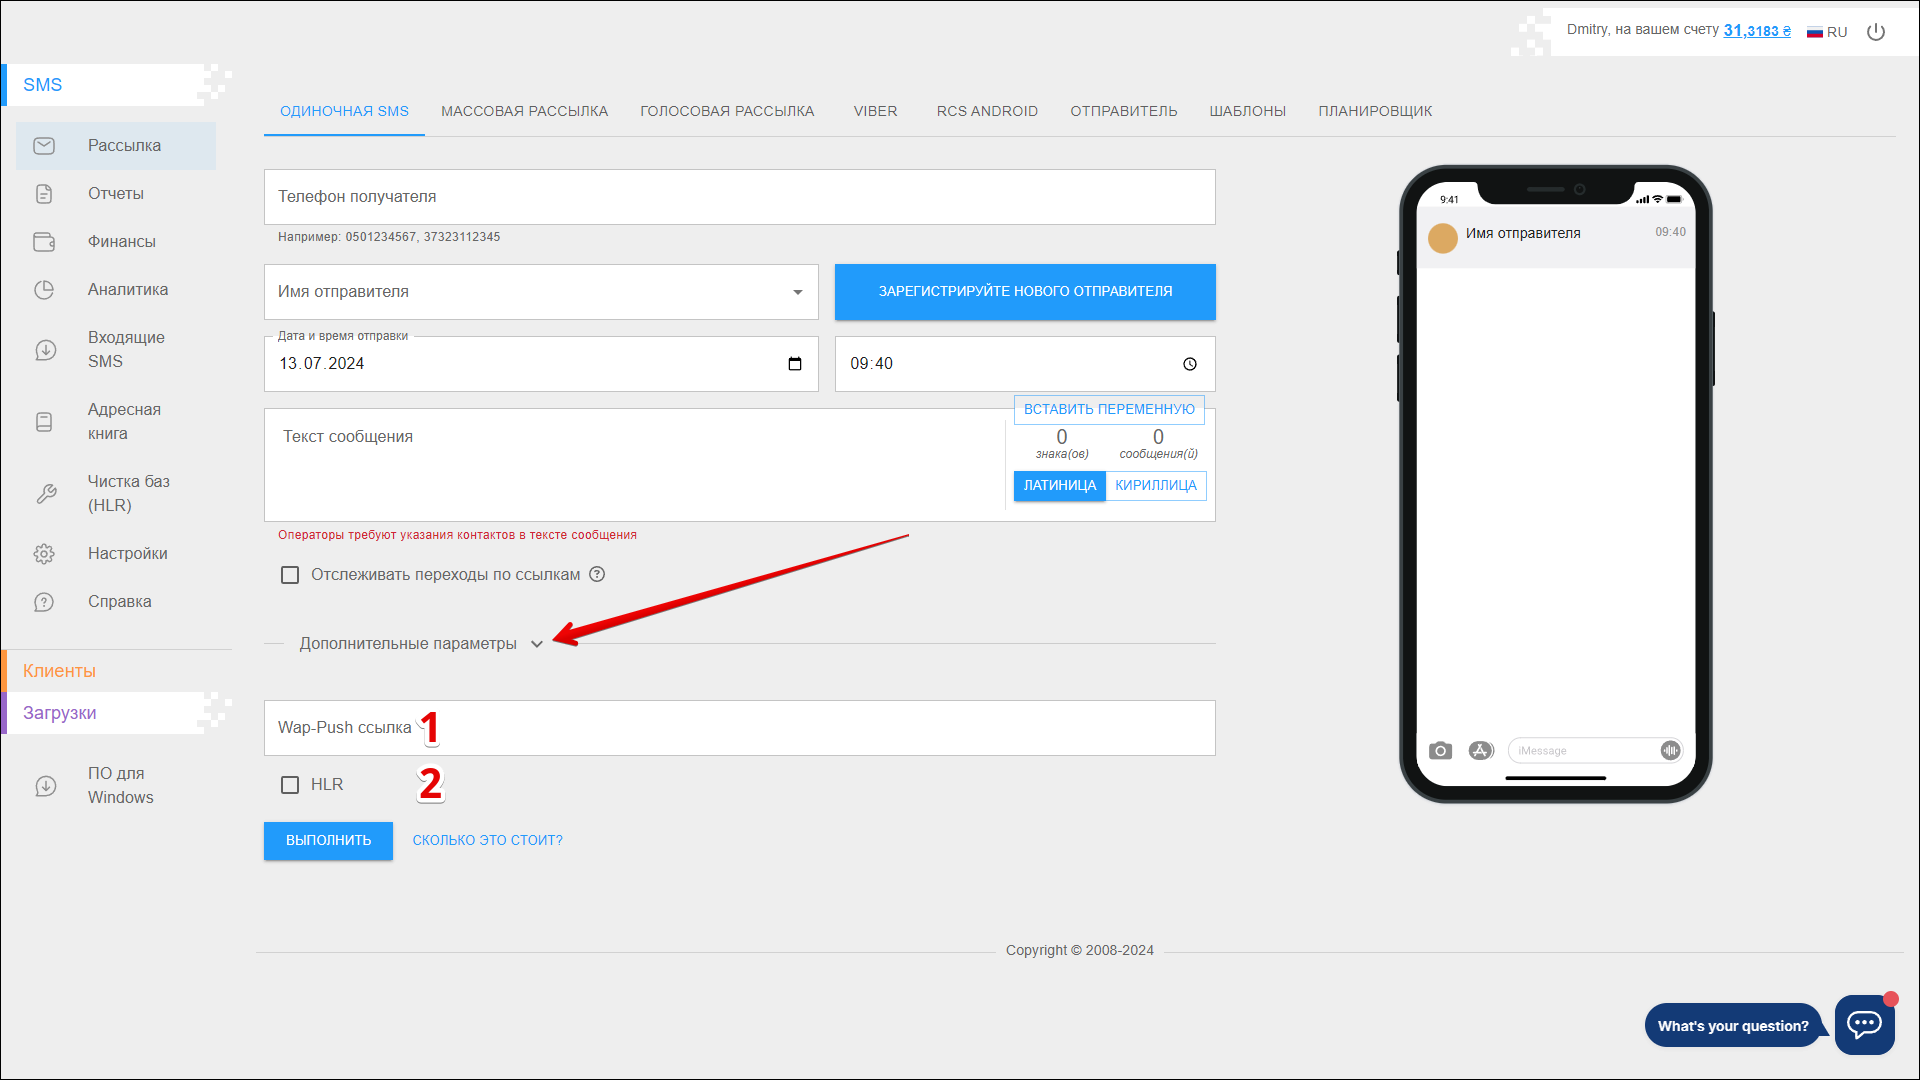 Dmitry, на вашем счету 31,3183 ₴ RU
SMS
Рассылка
Отчеты
Финансы
Аналитика
Входящие
SMS
Адресная
книга
Чистка баз
(HLR)
Настройки
Справка
Клиенты
Загрузки
ПО для
Windows
ОДИНОЧНАЯ SMS МАССОВАЯ РАССЫЛКА ГОЛОСОВАЯ РАССЫЛКА VIBER RCS ANDROID ОТПРАВИТЕЛЬ ШАБЛОНЫ ПЛАНИРОВЩИК
Телефон получателя
Например: 0501234567, 37323112345
Имя отправителя
ЗАРЕГИСТРИРУЙТЕ НОВОГО ОТПРАВИТЕЛЯ
Дата и время отправки
13.07.2024
09:40
Текст сообщения
ВСТАВИТЬ ПЕРЕМЕННУЮ
0 0
знака(ов) сообщения(й)
ЛАТИНИЦА КИРИЛЛИЦА
Операторы требуют указания контактов в тексте сообщения
Отслеживать переходы по ссылкам ?
Дополнительные параметры
Wap-Push ссылка 1
HLR 2
ВЫПОЛНИТЬ СКОЛЬКО ЭТО СТОИТ?
9:41
Имя отправителя 09:40
iMessage
Copyright © 2008-2024
What's your question?